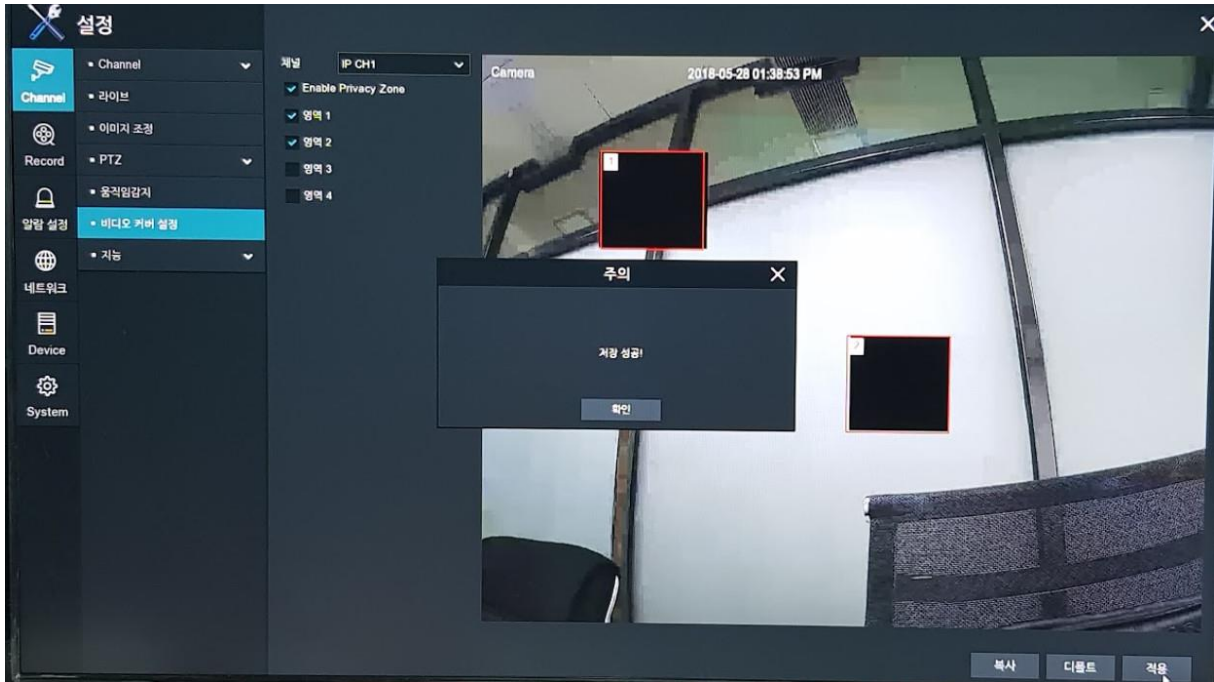 설정
Channel
Record
알람 설정
네트워크
Device
System
Channel
라이브
이미지 조정
PTZ
움직임감지
비디오 커버 설정
지능
채널 IP CH1
Enable Privacy Zone
영역 1
영역 2
영역 3
영역 4
Camera 2018-05-28 01:38:53 PM
1
2
주의
저장 성공!
확인
복사 디폴트 적용